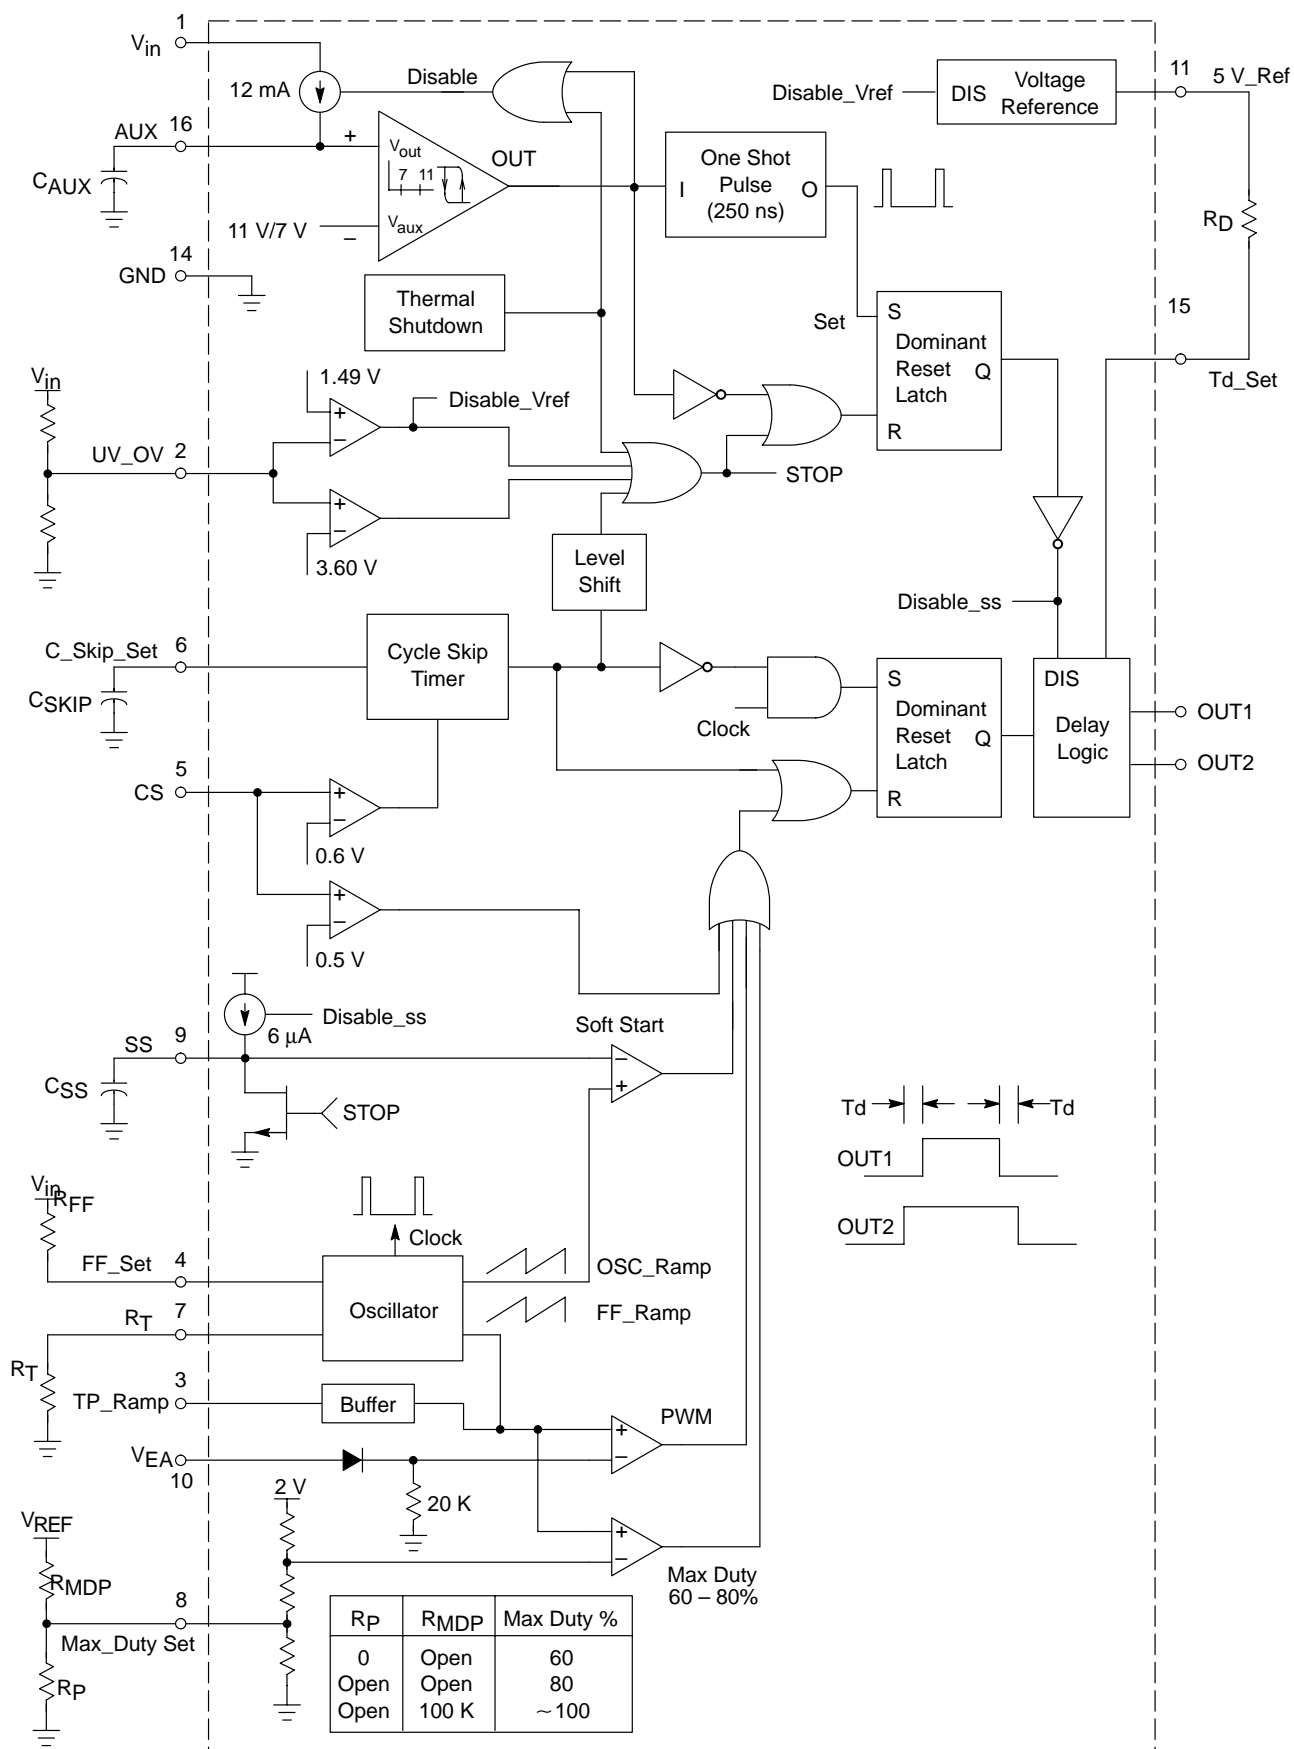 1
Vin
12 mA
Disable
AUX 16
CAUX
+
Vout
7 11
OUT
11 V/7 V
−
Vaux
14
GND
Disable_Vref
DIS
Voltage
Reference
11
5 V_Ref
One Shot
Pulse
(250 ns)
I
O
RD
15
Td_Set
Thermal
Shutdown
Set
S
Dominant
Reset
Latch
Q
R
Vin
1.49 V
+
−
Disable_Vref
UV_OV 2
+
−
3.60 V
STOP
Level
Shift
Disable_ss
C_Skip_Set 6
CSKIP
Cycle Skip
Timer
Clock
S
Dominant
Reset
Latch
Q
R
DIS
Delay
Logic
OUT1
OUT2
5
CS
+
−
0.6 V
+
−
0.5 V
Disable_ss
6 µA
SS 9
CSS
STOP
Soft Start
−
+
Td
Td
OUT1
OUT2
Vin
RFF
FF_Set 4
Clock
Oscillator
OSC_Ramp
FF_Ramp
7
RT
RT
3
TP_Ramp
Buffer
PWM
+
−
VEA
10
20 K
2 V
+
−
Max Duty
60 – 80%
VREF
RMDP
8
Max_Duty Set
RP
RP RMDP Max Duty %
0 Open 60
Open Open 80
Open 100 K ~100